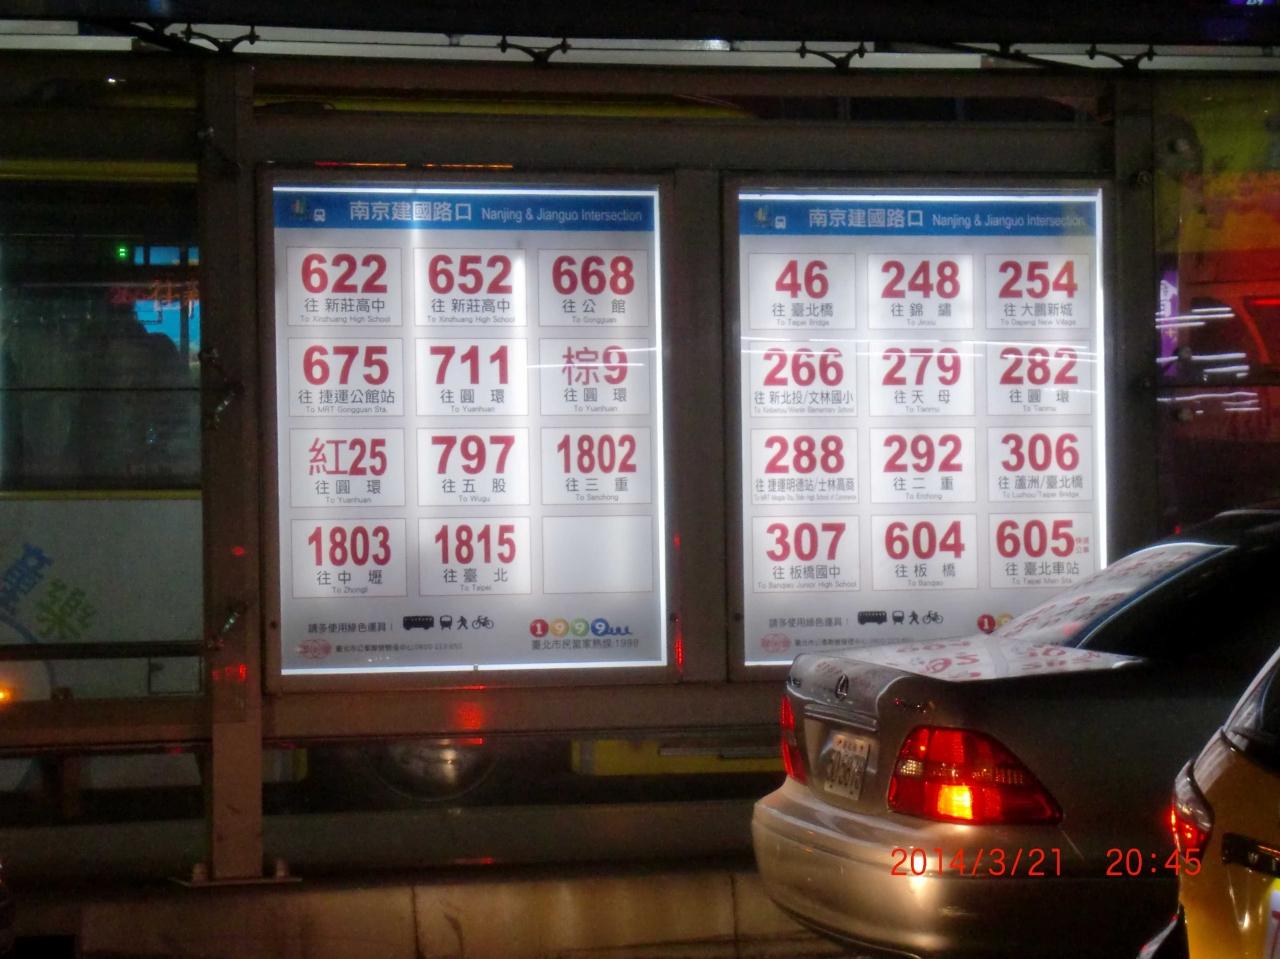 南京建國路口 Nanjing & Jianguo Intersection
622
往 新莊高中
To Xinzhuang High School
652
往 新莊高中
To Xinzhuang High School
668
往 公 館
To Gongguan
675
往 捷運公館站
To MRT Gongguan Sta.
711
往 圓 環
To Yuanhuan
棕9
往 圓 環
To Yuanhuan
紅25
往 圓 環
To Yuanhuan
797
往 五 股
To Wugu
1802
往 三 重
To Sanchong
1803
往 中 壢
To Zhongli
1815
往 臺 北
To Taipei
請多使用綠色運具:
1999
臺北市民當家熱線1999
南京建國路口 Nanjing & Jianguo Intersection
46
往 臺北橋
To Taipei Bridge
248
往 錦 繡
To Jinxiu
254
往 大鵬新城
To Dapeng New Village
266
往 新北投/文林國小
279
往 天 母
To Tianmu
282
往 圓 環
To Tianmu
288
往 捷運明德站/士林高商
292
往 二 重
To Erchong
306
往 蘆洲/臺北橋
To Luzhou/Taipei Bridge
307
往 板橋國中
To Banqiao Junior High School
604
往 板 橋
To Banqiao
605 快速公車
往 臺北車站
To Taipei Main Sta.
請多使用綠色運具:
19
2014/3/21 20:45